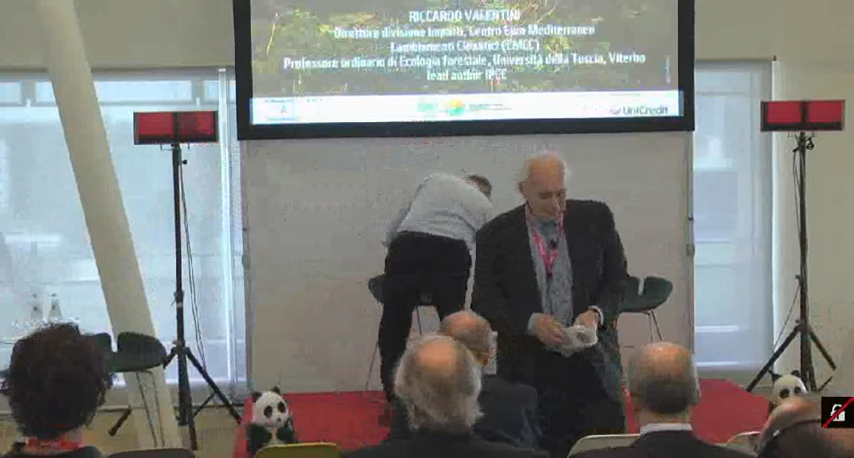 RICCARDO VALENTINI
Direttore divisione Impatti, Centro Euro Mediterraneo
Cambiamenti Climatici (CMCC)
Professore ordinario di Ecologia forestale, Università della Tuscia, Viterbo
lead author IPCC
UniCredit